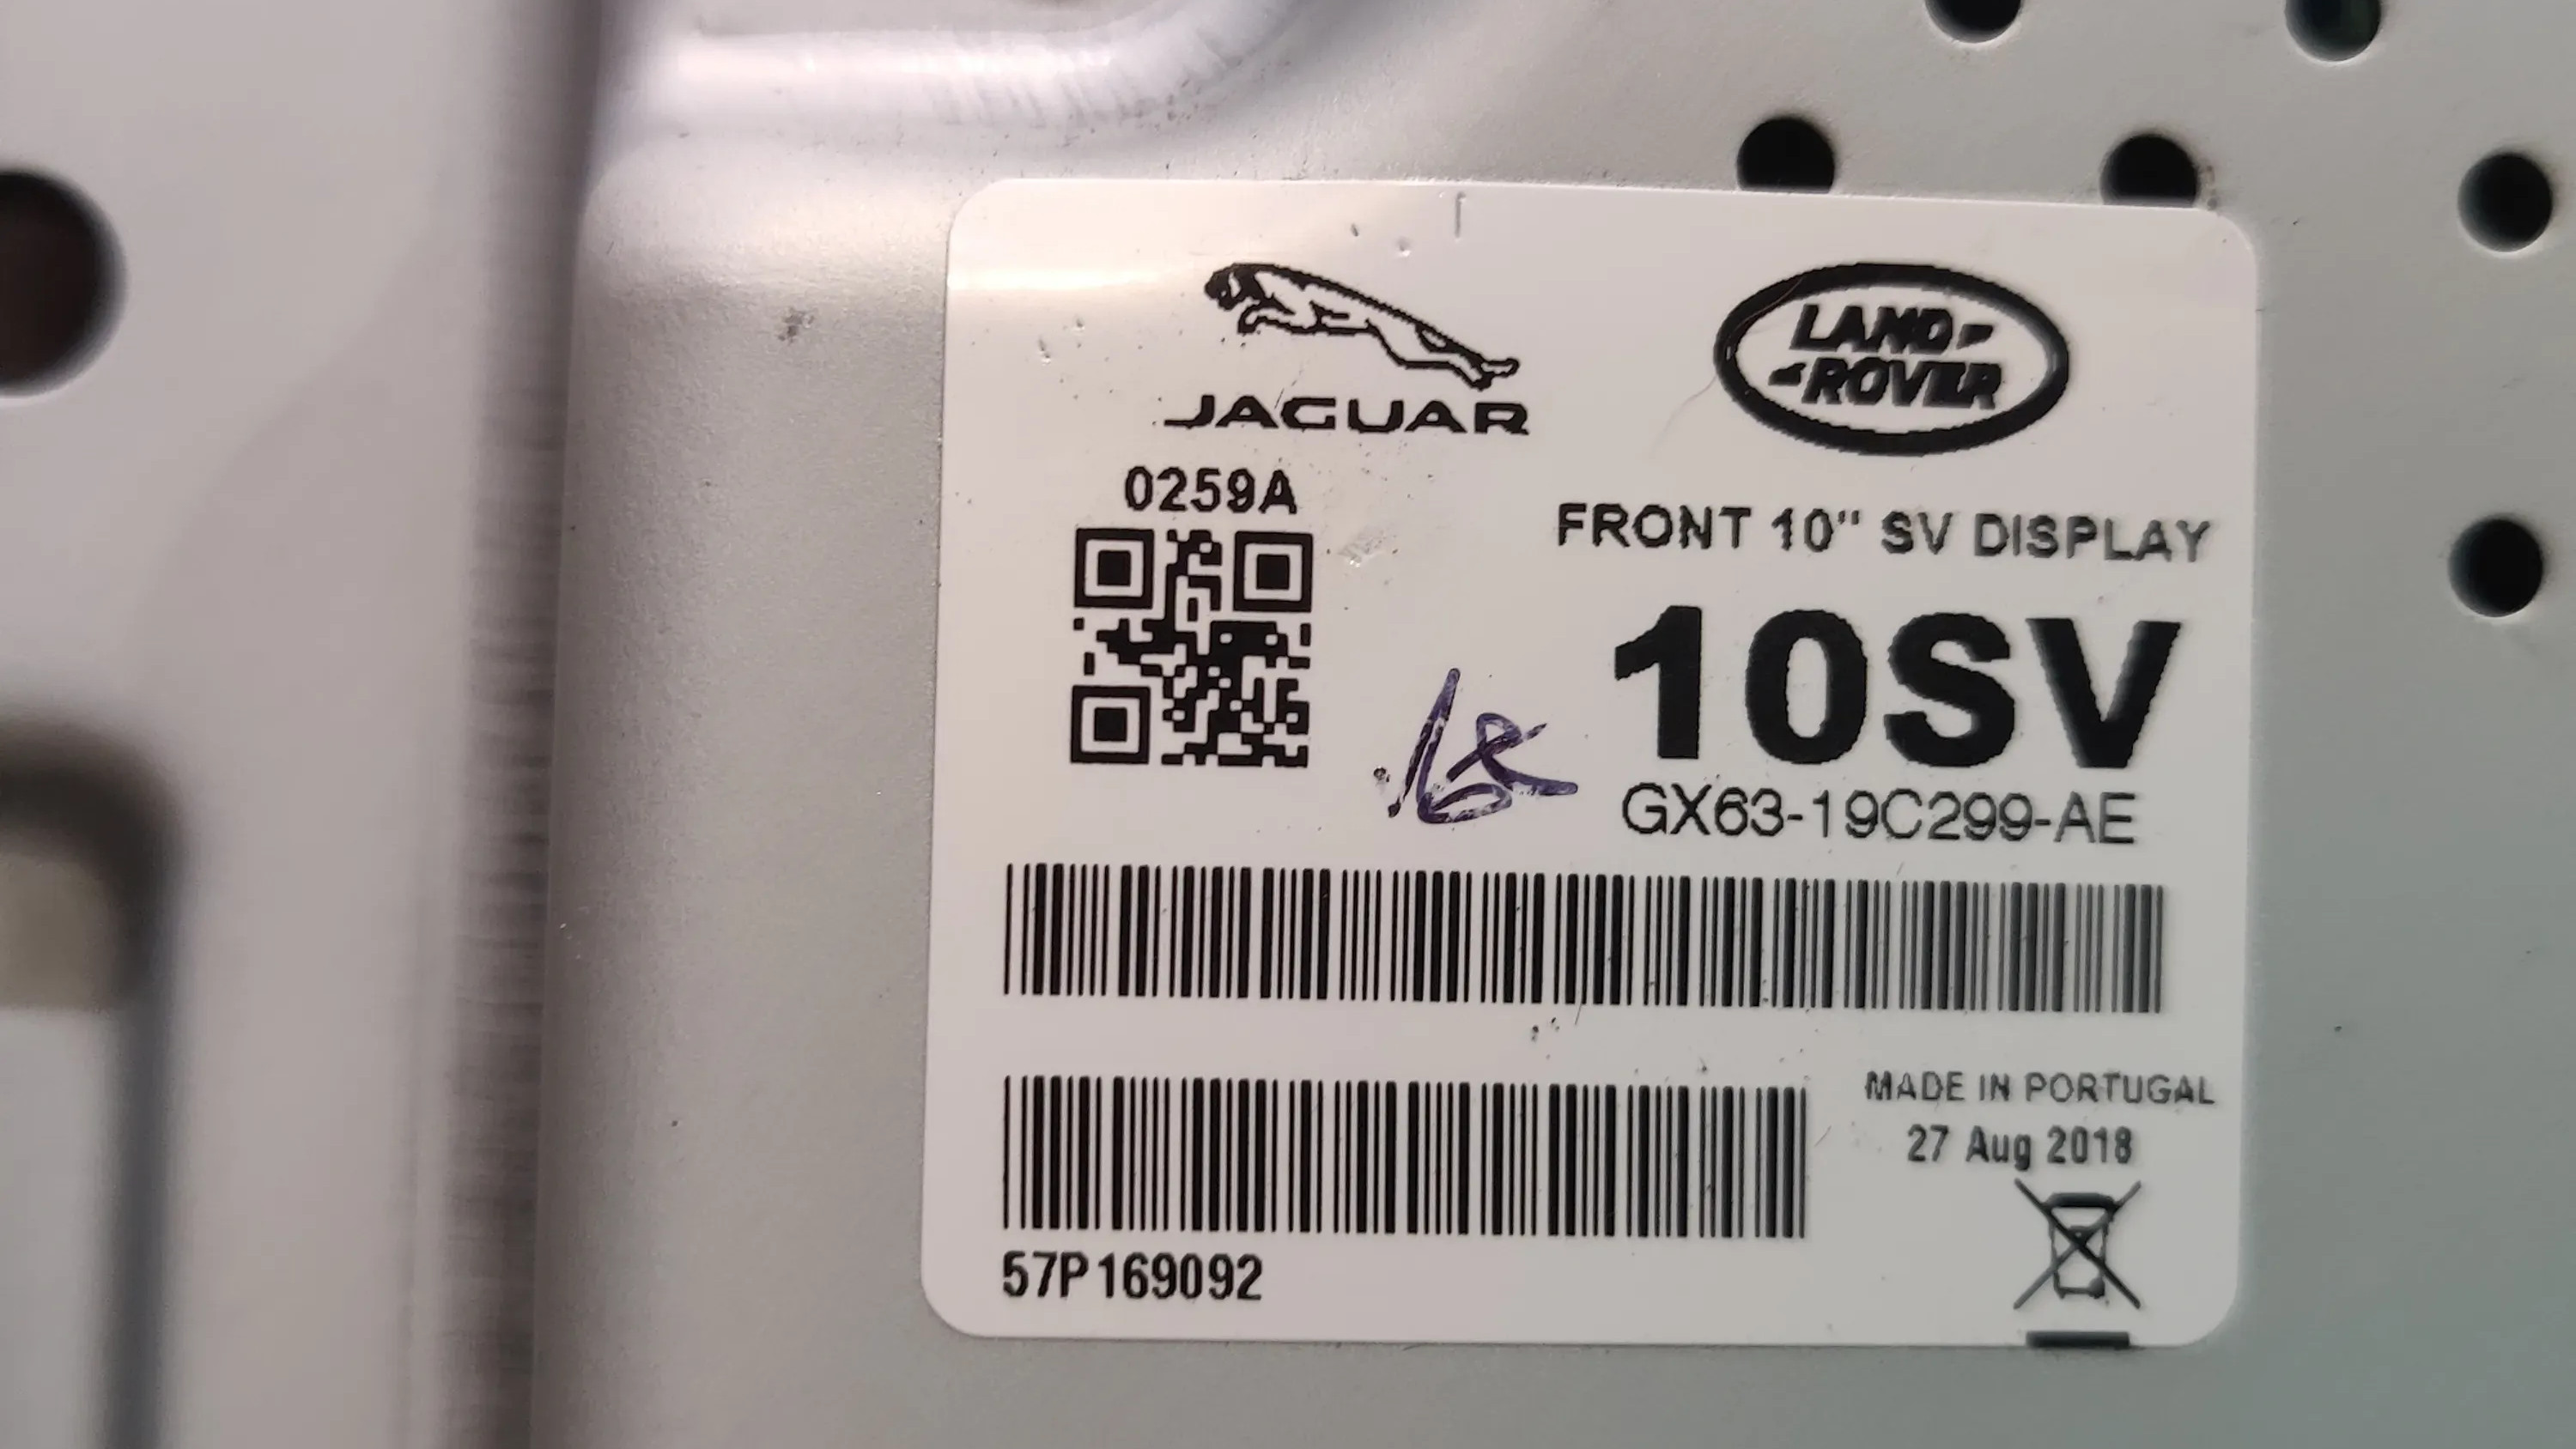 JAGUAR
LAND
ROVER
0259A
FRONT 10" SV DISPLAY
10SV
GX63-19C299-AE
MADE IN PORTUGAL
27 Aug 2018
57P169092